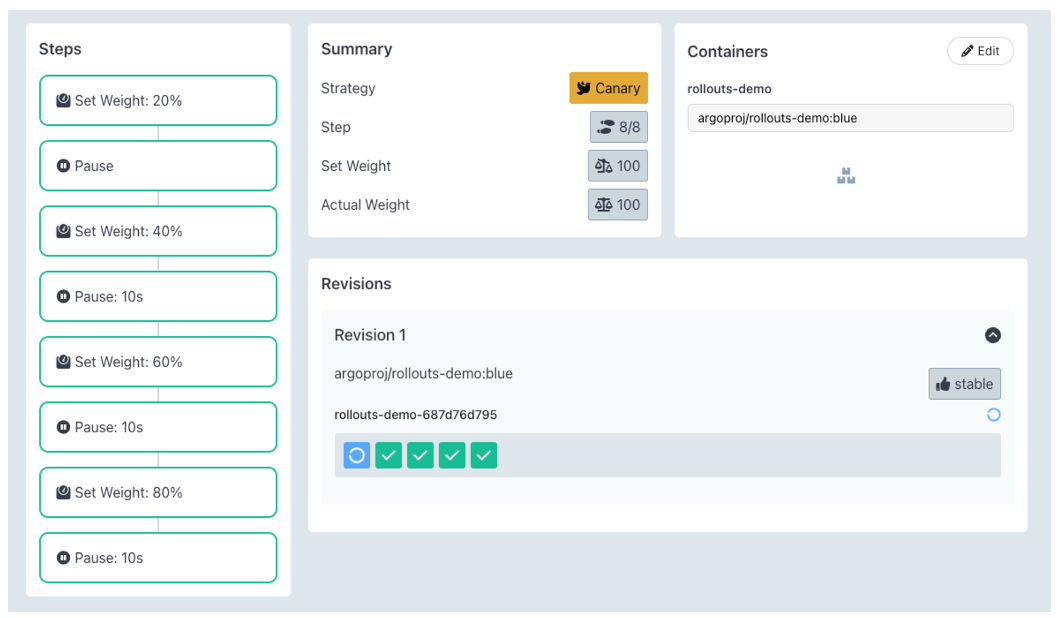 Steps
Set Weight: 20%
Pause
Set Weight: 40%
Pause: 10s
Set Weight: 60%
Pause: 10s
Set Weight: 80%
Pause: 10s
Summary
Strategy
Canary
Step
8/8
Set Weight
100
Actual Weight
100
Containers
Edit
rollouts-demo
argoproj/rollouts-demo:blue
Revisions
Revision 1
argoproj/rollouts-demo:blue
stable
rollouts-demo-687d76d795